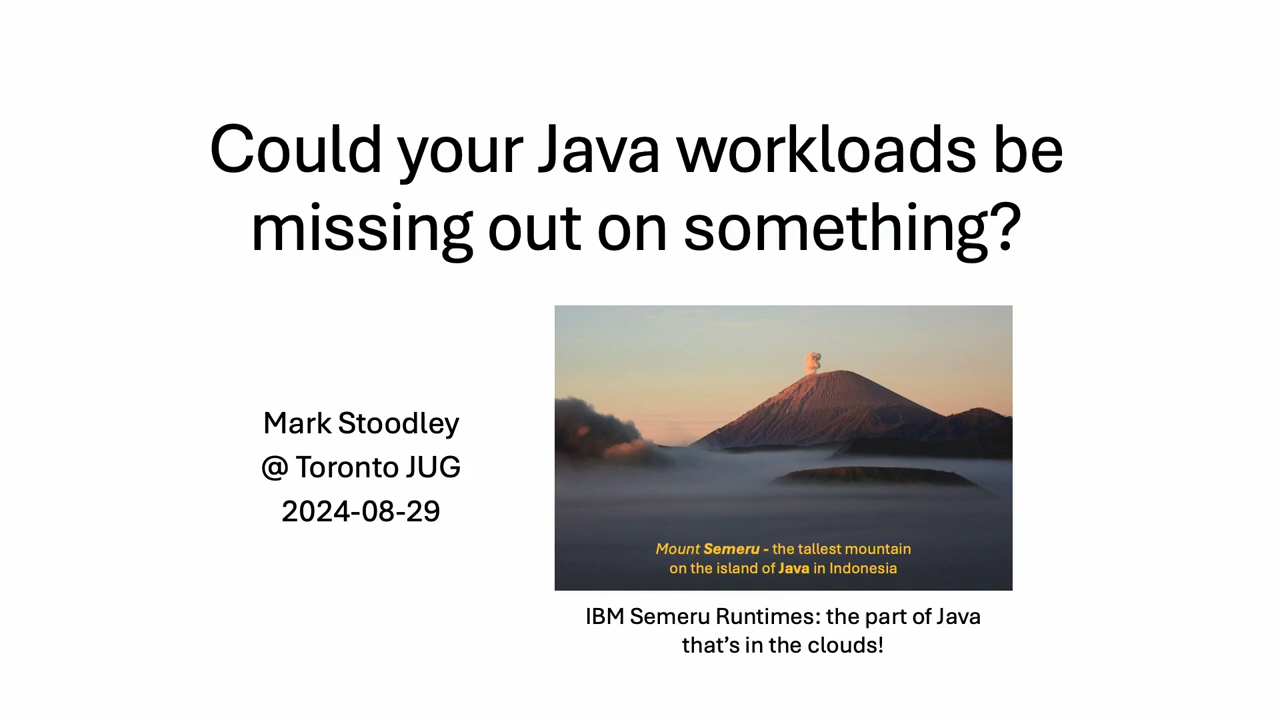 Could your Java workloads be
missing out on something?
Mark Stoodley
@ Toronto JUG
2024-08-29
Mount Semeru - the tallest mountain
on the island of Java in Indonesia
IBM Semeru Runtimes: the part of Java
that's in the clouds!